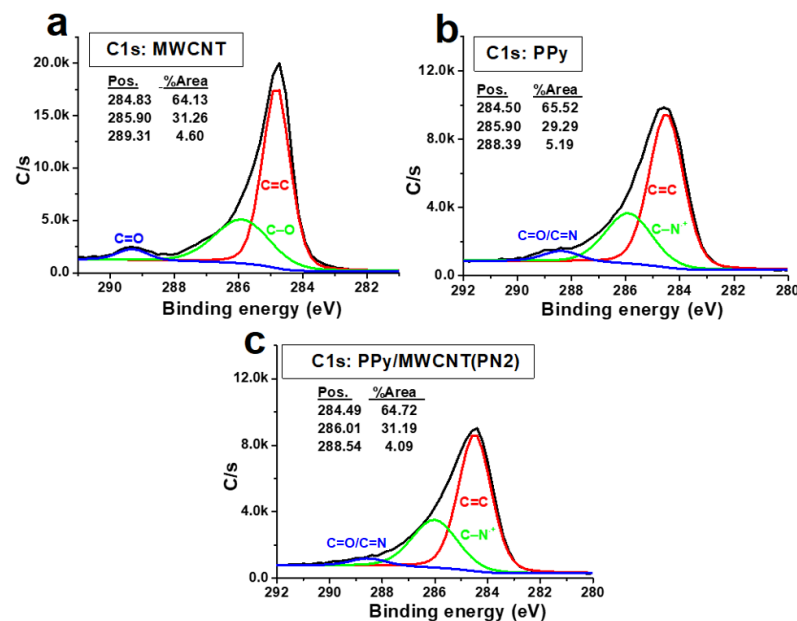 a
C1s: MWCNT
Pos. %Area
284.83 64.13
285.90 31.26
289.31 4.60
20.0k
15.0k
10.0k
5.0k
0.0
C/s
C=C
C–O
C=O
290 288 286 284 282
Binding energy (eV)
b
C1s: PPy
Pos. %Area
284.50 65.52
285.90 29.29
288.39 5.19
12.0k
8.0k
4.0k
0.0
C/s
C=C
C–N⁺
C=O/C=N
292 290 288 286 284 282 280
Binding energy (eV)
c
C1s: PPy/MWCNT(PN2)
Pos. %Area
284.49 64.72
286.01 31.19
288.54 4.09
12.0k
8.0k
4.0k
0.0
C/s
C=C
C–N⁺
C=O/C=N
292 290 288 286 284 282 280
Binding energy (eV)